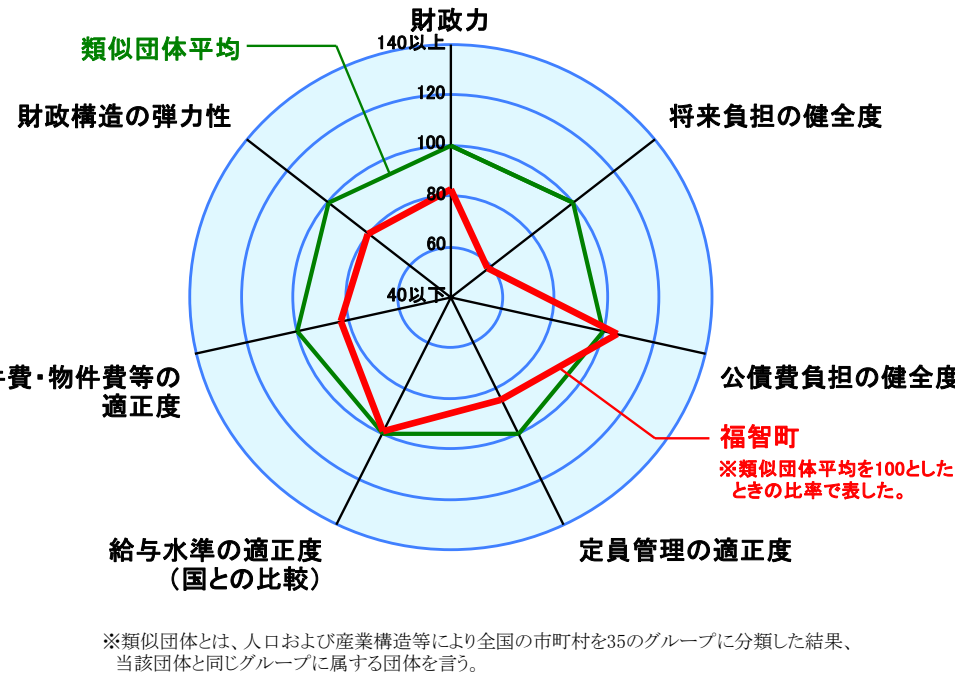 財政力
140以上
類似団体平均
120
財政構造の弾力性
将来負担の健全度
100
80
60
40以下
件費・物件費等の
適正度
公債費負担の健全度
福智町
※類似団体平均を100とした
ときの比率で表した。
給与水準の適正度
（国との比較）
定員管理の適正度
※類似団体とは、人口および産業構造等により全国の市町村を35のグループに分類した結果、
当該団体と同じグループに属する団体を言う。